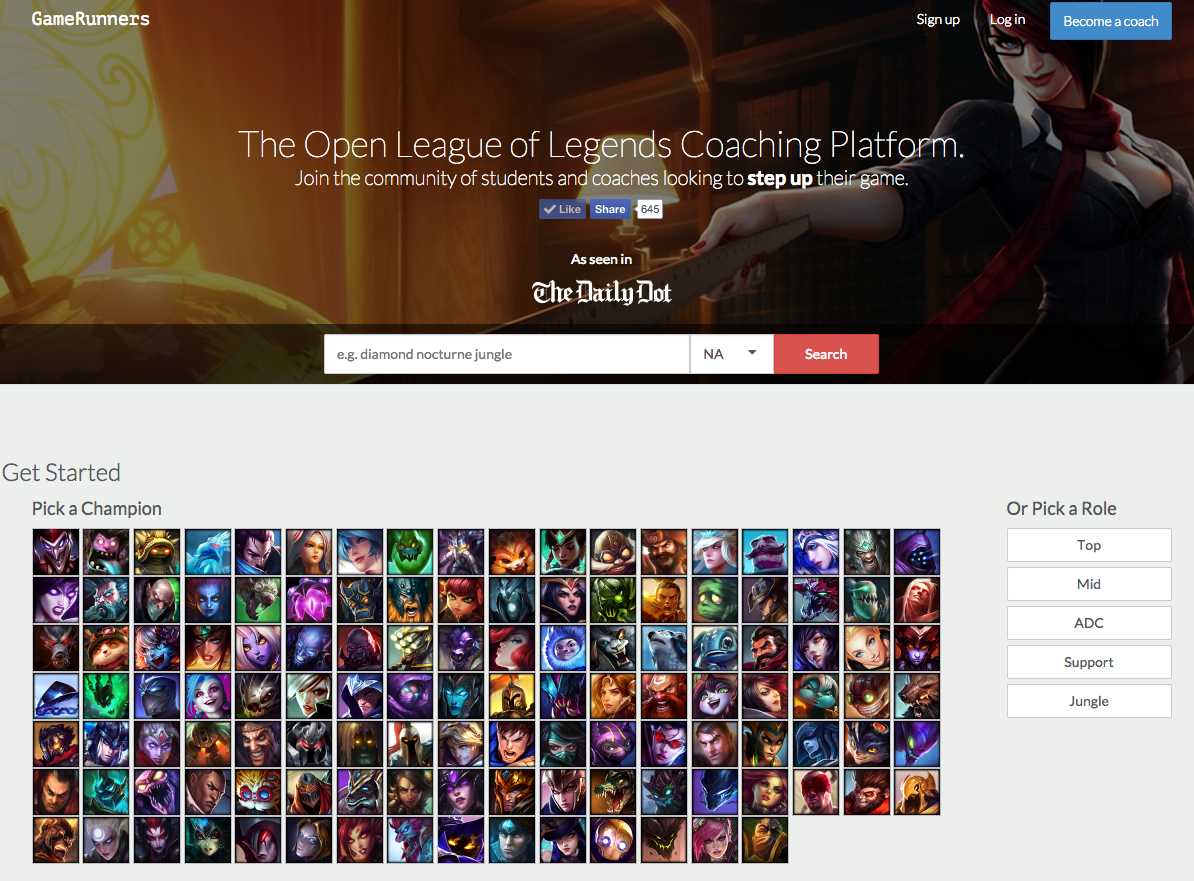 GameRunners
Sign up
Log in
Become a coach
The Open League of Legends Coaching Platform.
Join the community of students and coaches looking to step up their game.
Like
Share
645
As seen in
The Daily Dot
e.g. diamond nocturne jungle
NA
Search
Get Started
Pick a Champion
Or Pick a Role
Top
Mid
ADC
Support
Jungle